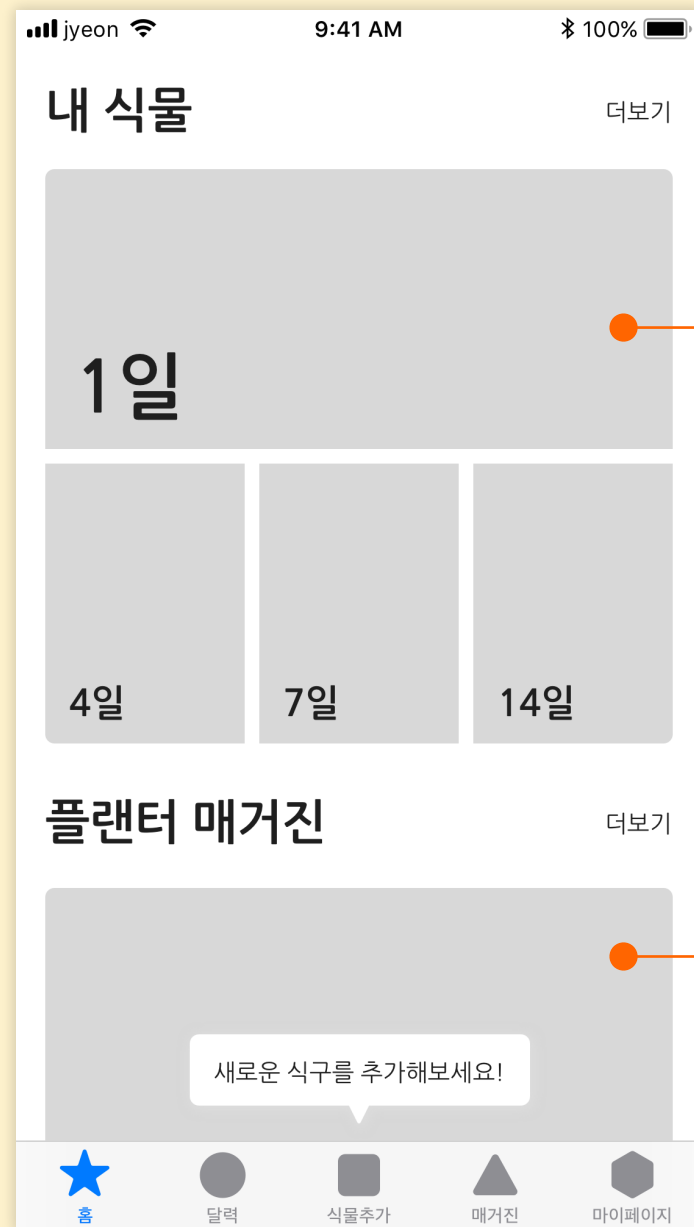 jyeon 9:41 AM 100%
내 식물 더보기
1일
4일 7일 14일
플랜터 매거진 더보기
새로운 식구를 추가해보세요!
홈 달력 식물추가 매거진 마이페이지